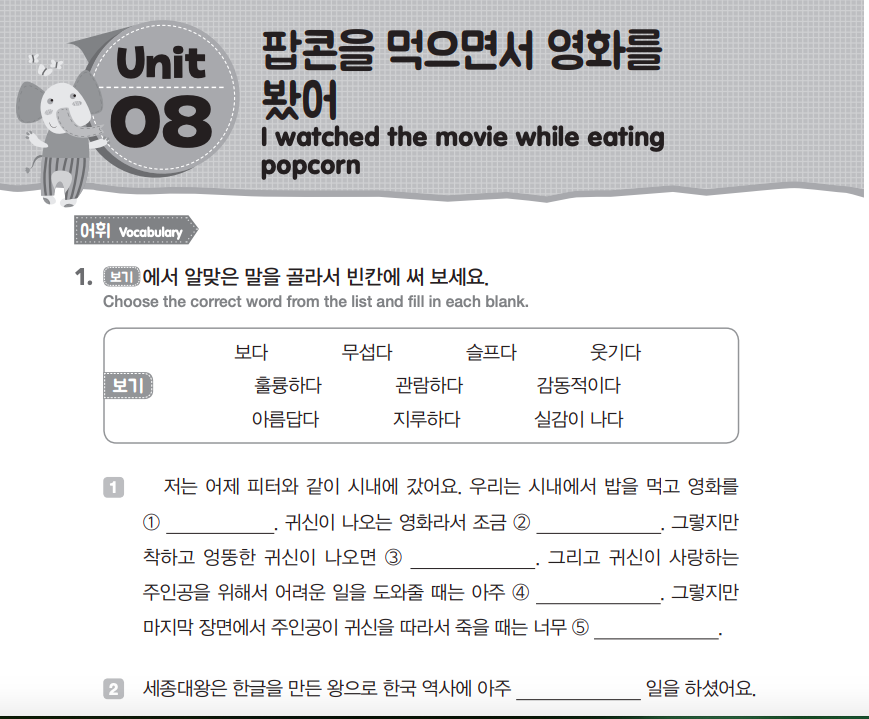 Unit
08
팝콘을 먹으면서 영화를
봤어
I watched the movie while eating
popcorn
어휘 Vocabulary
1. 보기에서 알맞은 말을 골라서 빈칸에 써 보세요.
Choose the correct word from the list and fill in each blank.
보다 무섭다 슬프다 웃기다
보기 훌륭하다 관람하다 감동적이다
아름답다 지루하다 실감이 나다
1 저는 어제 피터와 같이 시내에 갔어요. 우리는 시내에서 밥을 먹고 영화를
① ____________. 귀신이 나오는 영화라서 조금 ② ____________. 그렇지만
착하고 엉뚱한 귀신이 나오면 ③ ____________. 그리고 귀신이 사랑하는
주인공을 위해서 어려운 일을 도와줄 때는 아주 ④ ____________. 그렇지만
마지막 장면에서 주인공이 귀신을 따라서 죽을 때는 너무 ⑤ ____________.
2 세종대왕은 한글을 만든 왕으로 한국 역사에 아주 ____________ 일을 하셨어요.